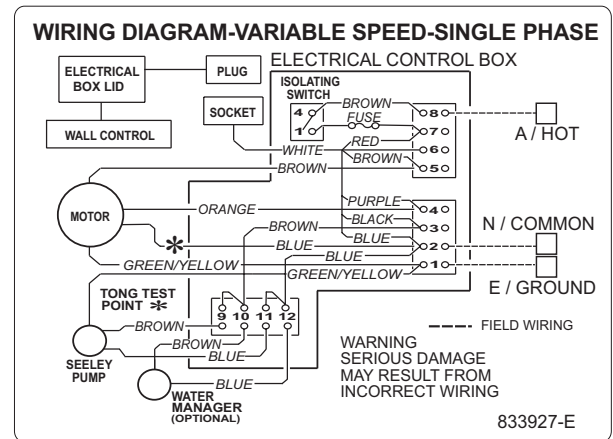 WIRING DIAGRAM-VARIABLE SPEED-SINGLE PHASE
ELECTRICAL CONTROL BOX
ELECTRICAL
BOX LID
PLUG
WALL CONTROL
SOCKET
ISOLATING
SWITCH
4
1
BROWN
FUSE
RED
WHITE
BROWN
BROWN
8
7
6
5
A / HOT
MOTOR
ORANGE
PURPLE
BLACK
BROWN
BLUE
*
BLUE
BLUE
GREEN/YELLOW
GREEN/YELLOW
4
3
2
1
N / COMMON
E / GROUND
TONG TEST
POINT *
9 10 11 12
BROWN
BROWN
BLUE
BLUE
SEELEY
PUMP
WATER
MANAGER
(OPTIONAL)
FIELD WIRING
WARNING
SERIOUS DAMAGE
MAY RESULT FROM
INCORRECT WIRING
833927-E